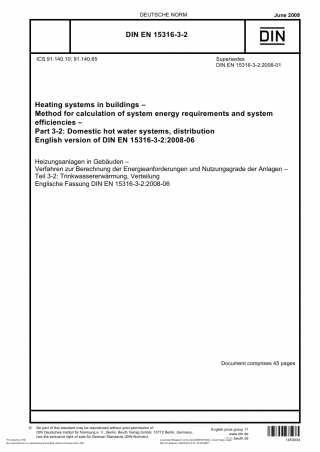 DEUTSCHE NORM
June 2008
DIN EN 15316-3-2
DIN
ICS 91.140.10; 91.140.65
Supersedes
DIN EN 15316-3-2:2008-01
Heating systems in buildings –
Method for calculation of system energy requirements and system
efficiencies –
Part 3-2: Domestic hot water systems, distribution
English version of DIN EN 15316-3-2:2008-06
Heizungsanlagen in Gebäuden –
Verfahren zur Berechnung der Energieanforderungen und Nutzungsgrade der Anlagen –
Teil 3-2: Trinkwassererwärmung, Verteilung
Englische Fassung DIN EN 15316-3-2:2008-06
Document comprises 45 pages
© No part of this standard may be reproduced without prior permission of
DIN Deutsches Institut für Normung e. V., Berlin. Beuth Verlag GmbH, 10772 Berlin, Germany,
has the exclusive right of sale for German Standards (DIN-Normen).
English price group 17
www.din.de
www.beuth.de